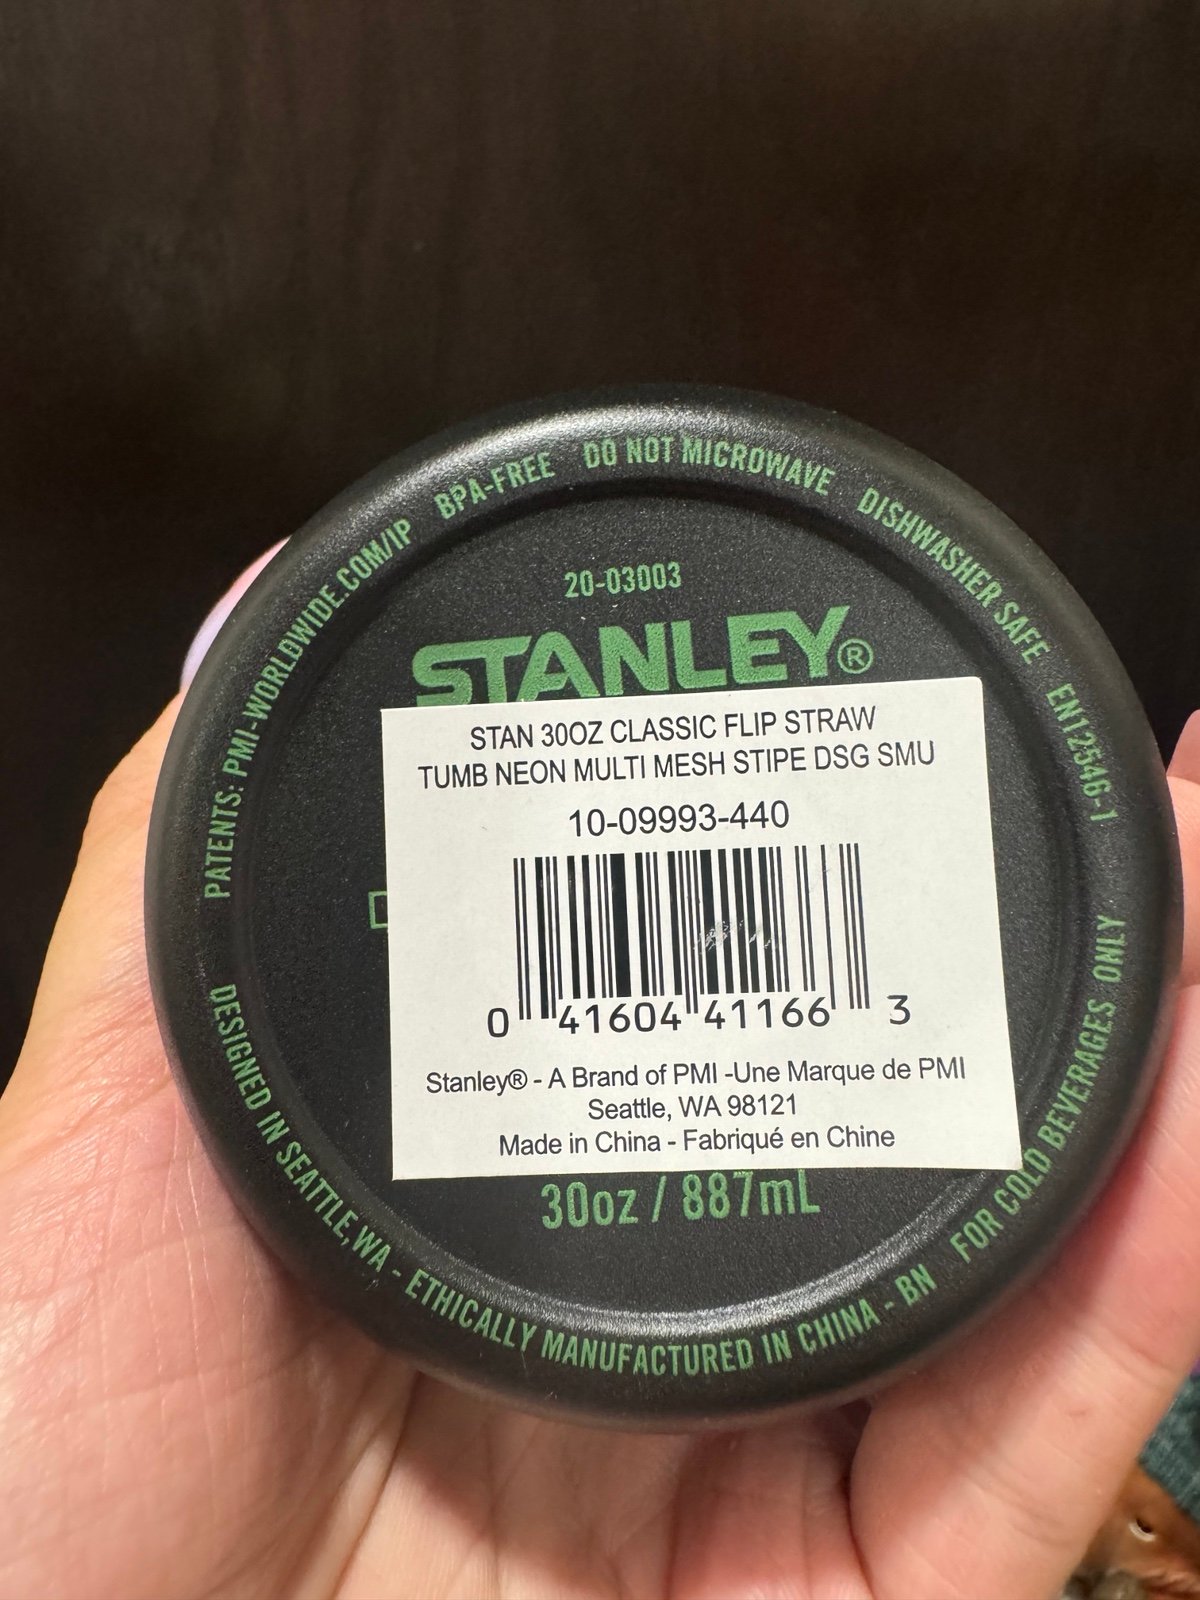 PATENTS: PMI-WORLDWIDE.COM/IP BPA-FREE DO NOT MICROWAVE DISHWASHER SAFE EN12546-1
20-03003
STANLEY®
STAN 30OZ CLASSIC FLIP STRAW
TUMB NEON MULTI MESH STIPE DSG SMU
10-09993-440
0 41604 41166 3
Stanley® - A Brand of PMI -Une Marque de PMI
Seattle, WA 98121
Made in China - Fabriqué en Chine
30oz / 887mL
DESIGNED IN SEATTLE, WA - ETHICALLY MANUFACTURED IN CHINA - BN FOR COLD BEVERAGES ONLY